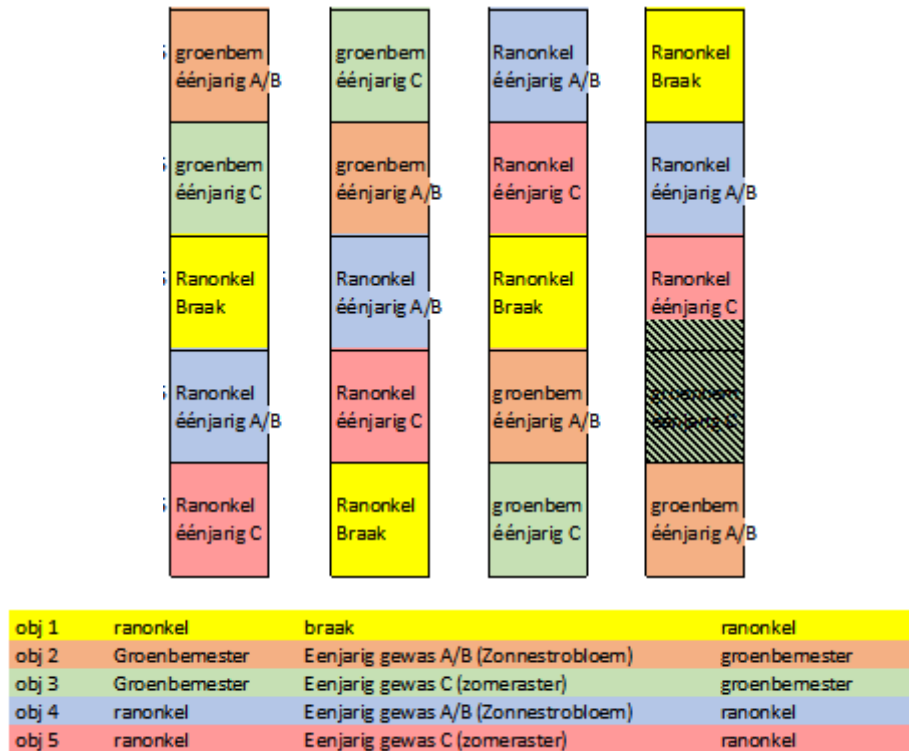 groenbem
éénjarig A/B
groenbem
éénjarig C
Ranonkel
éénjarig A/B
Ranonkel
Braak
groenbem
éénjarig C
groenbem
éénjarig A/B
Ranonkel
éénjarig C
Ranonkel
éénjarig A/B
Ranonkel
Braak
Ranonkel
éénjarig A/B
Ranonkel
Braak
Ranonkel
éénjarig C
Ranonkel
éénjarig A/B
Ranonkel
éénjarig C
groenbem
éénjarig A/B
groenbem
éénjarig C
Ranonkel
éénjarig C
Ranonkel
Braak
groenbem
éénjarig C
groenbem
éénjarig A/B
obj 1 ranonkel braak ranonkel
obj 2 Groenbemester Eenjarig gewas A/B (Zonnestrobloem) groenbemester
obj 3 Groenbemester Eenjarig gewas C (zomeraster) groenbemester
obj 4 ranonkel Eenjarig gewas A/B (Zonnestrobloem) ranonkel
obj 5 ranonkel Eenjarig gewas C (zomeraster) ranonkel